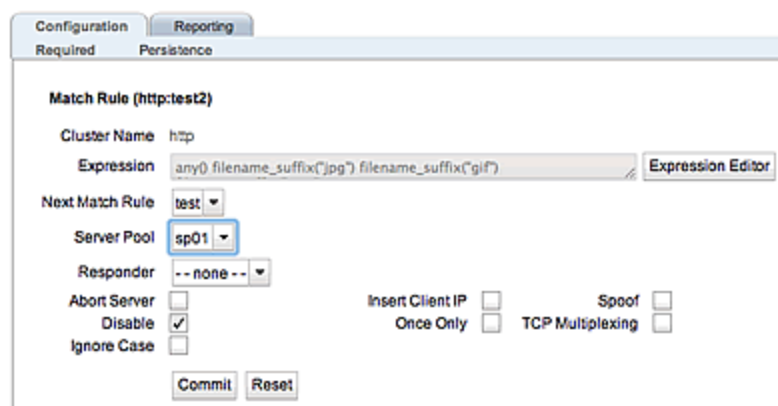 Configuration Reporting
Required Persistence
Match Rule (http:test2)
Cluster Name http
Expression any() filename_suffix("jpg") filename_suffix("gif") Expression Editor
Next Match Rule test
Server Pool sp01
Responder -- none --
Abort Server Insert Client IP Spoof
Disable Once Only TCP Multiplexing
Ignore Case
Commit Reset